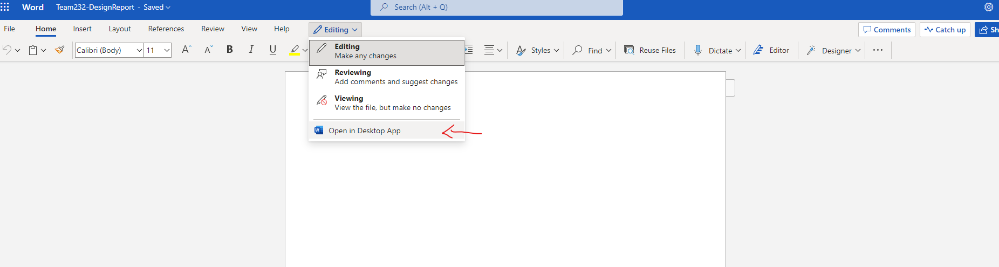 Word Team232-DesignReport - Saved Search (Alt + Q)
File Home Insert Layout References Review View Help Editing Comments Catch up Sh
Calibri (Body) 11 A A B I U Styles Find Reuse Files Dictate Editor Designer ...
Editing
Make any changes
Reviewing
Add comments and suggest changes
Viewing
View the file, but make no changes
W Open in Desktop App